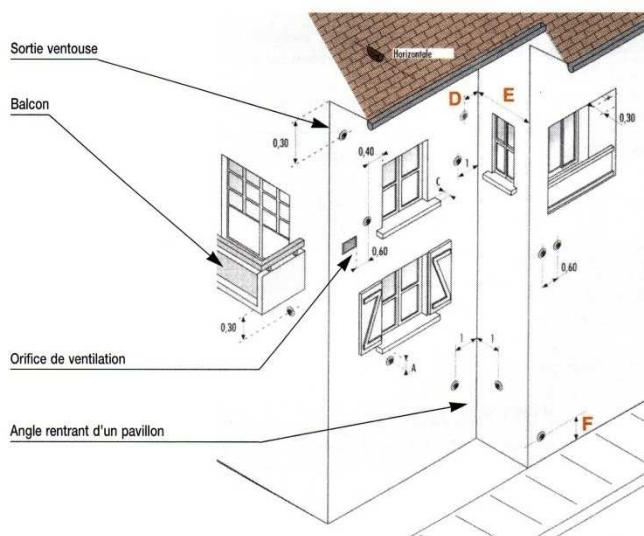 Sortie ventouse
Horizontale
Balcon
D
E
0,30
0,30
0,40
1
C
0,60
0,60
0,30
Orifice de ventilation
A
1
1
Angle rentrant d'un pavillon
F